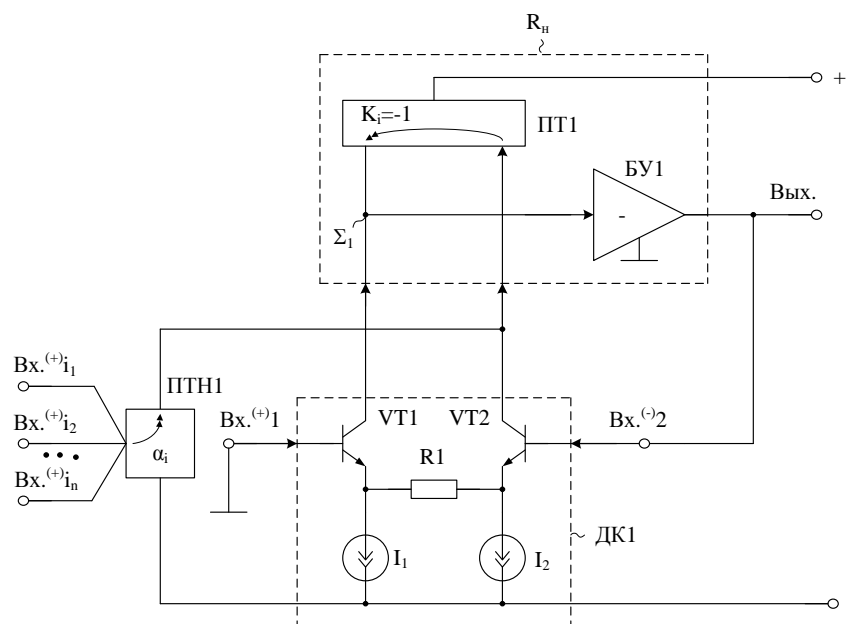 Rн
+
Ki=-1
ПТ1
БУ1
Вых.
-
Σ1
Вх.(+)i1
ПТН1
Вх.(+)1
VT1
VT2
Вх.(-)2
Вх.(+)i2
R1
αi
Вх.(+)in
ДК1
I1
I2